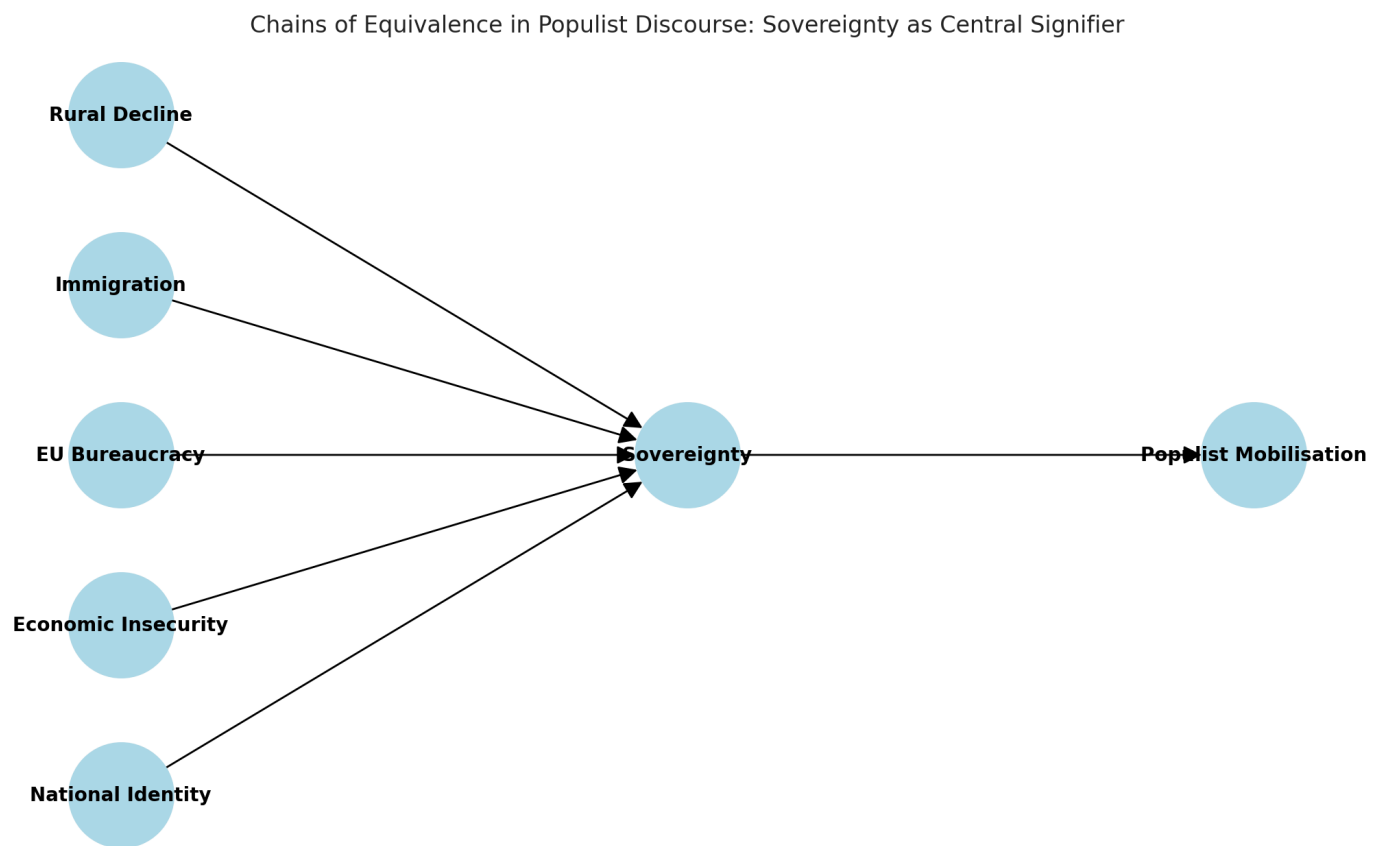 Chains of Equivalence in Populist Discourse: Sovereignty as Central Signifier
Rural Decline
Immigration
EU Bureaucracy
Sovereignty
Populist Mobilisation
Economic Insecurity
National Identity